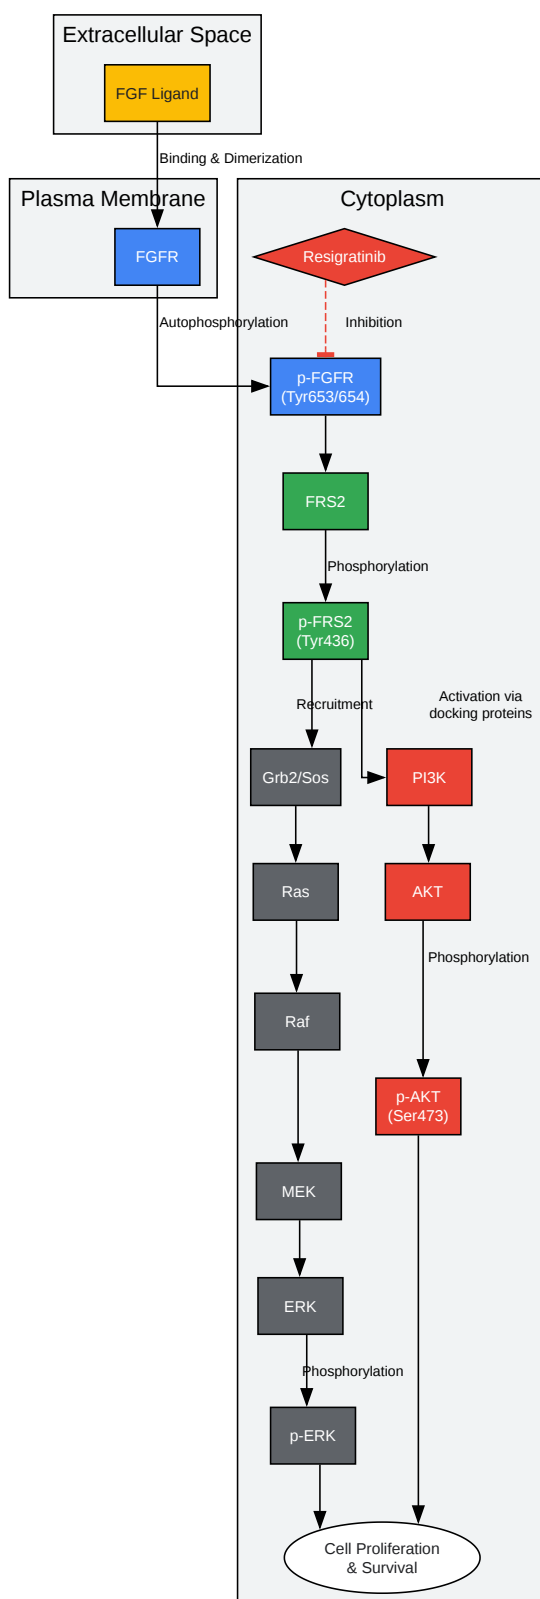 Extracellular Space
FGF Ligand
Binding & Dimerization
Plasma Membrane
Cytoplasm
FGFR
Resigratinib
Autophosphorylation
Inhibition
p-FGFR
(Tyr653/654)
FRS2
Phosphorylation
p-FRS2
(Tyr436)
Recruitment
Activation via
docking proteins
Grb2/Sos
PI3K
Ras
AKT
Phosphorylation
Raf
p-AKT
(Ser473)
MEK
ERK
Phosphorylation
p-ERK
Cell Proliferation
& Survival